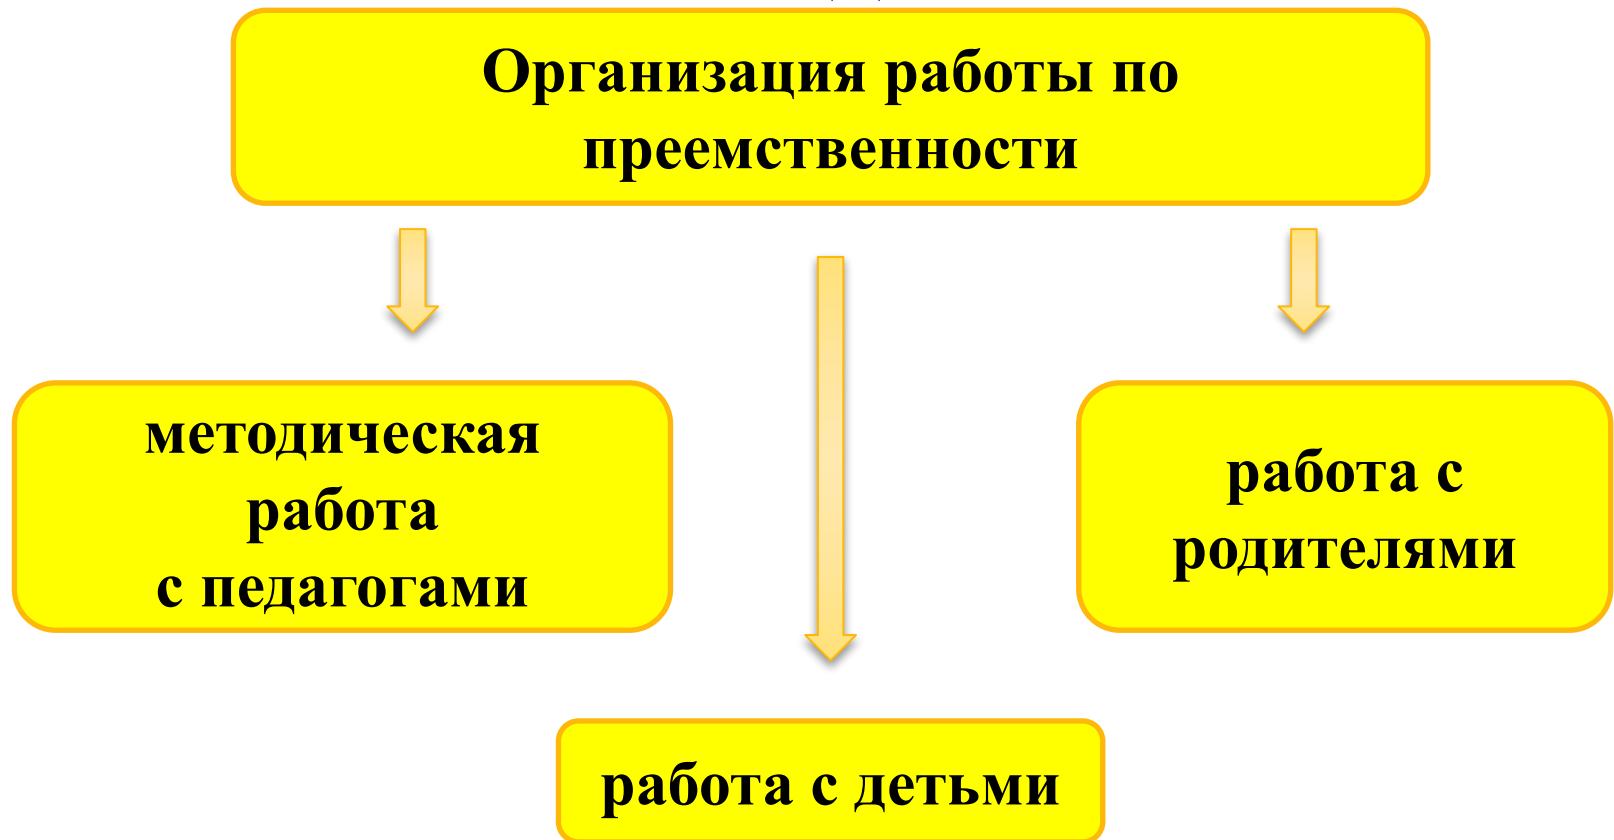 Организация работы по
преемственности
методическая
работа
с педагогами
работа с
родителями
работа с детьми